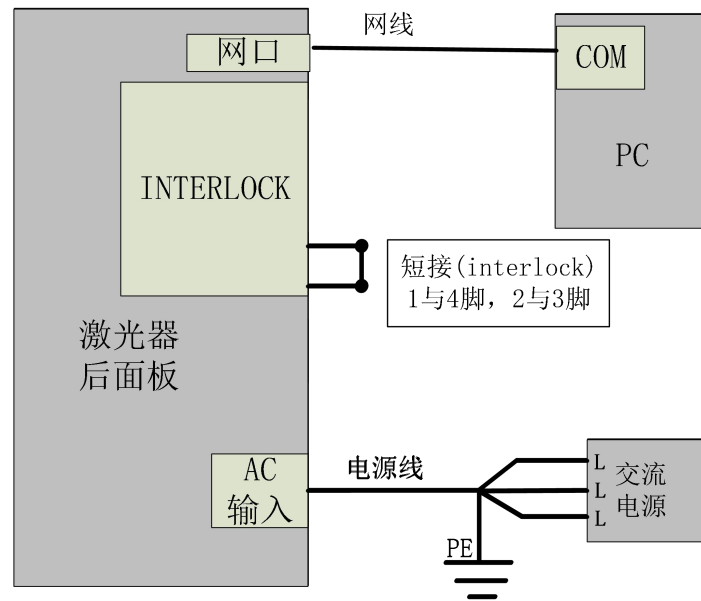 网线
网口
COM
PC
INTERLOCK
短接(interlock)
1与4脚，2与3脚
激光器
后面板
AC
输入
电源线
L
L
L
交流
电源
PE